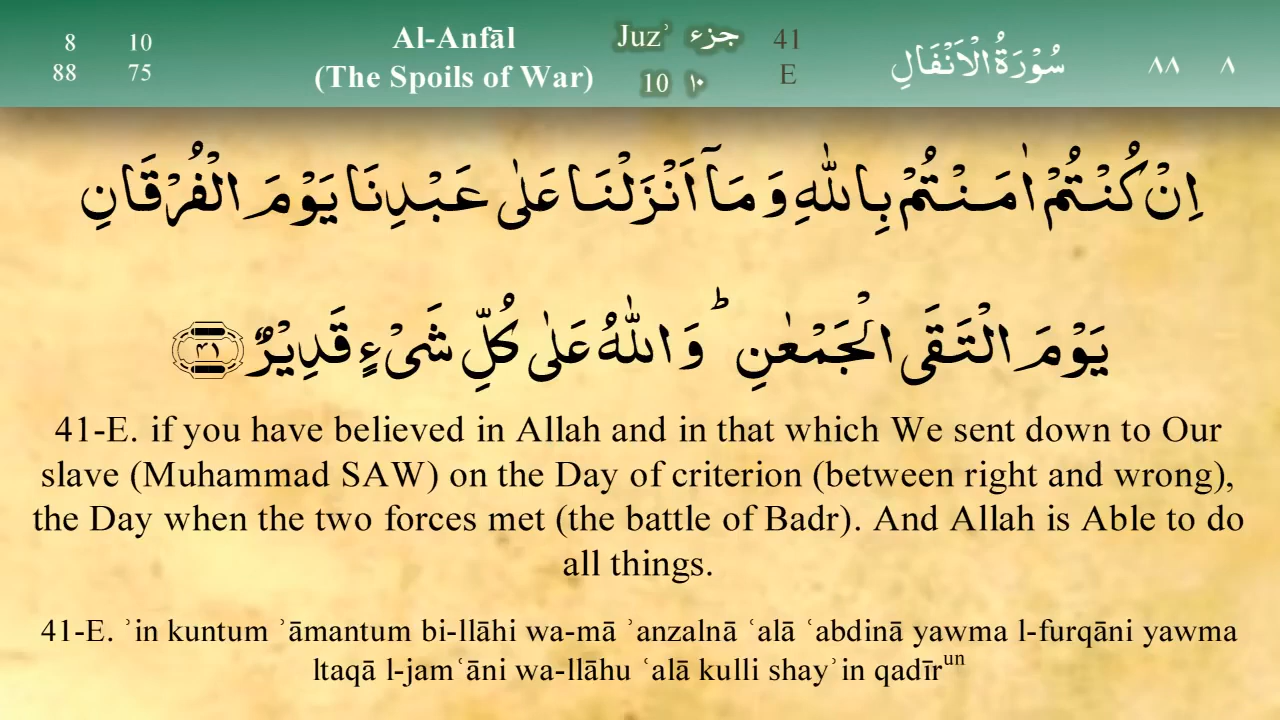 8 10 Al-Anfāl Juzʾ جزء 41 سُوْرَةُ الْاَنْفَالِ ٨٨ ٨
88 75 (The Spoils of War) 10 ١٠ E
اِنْ كُنْتُمْ اٰمَنْتُمْ بِاللّٰهِ وَ مَاۤ اَنْزَلْنَا عَلٰى عَبْدِنَا يَوْمَ الْفُرْقَانِ
يَوْمَ الْتَقَى الْجَمْعٰنِ ؕ وَ اللّٰهُ عَلٰى كُلِّ شَیْءٍ قَدِيْرٌ ۴۱
41-E. if you have believed in Allah and in that which We sent down to Our
slave (Muhammad SAW) on the Day of criterion (between right and wrong),
the Day when the two forces met (the battle of Badr). And Allah is Able to do
all things.
41-E. ʾin kuntum ʾāmantum bi-llāhi wa-mā ʾanzalnā ʿalā ʿabdinā yawma l-furqāni yawma
ltaqā l-jamʿāni wa-llāhu ʿalā kulli shayʾin qadīrun